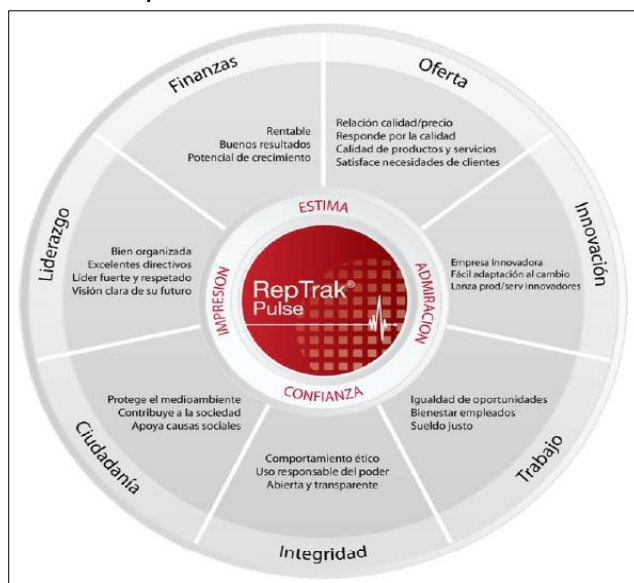 Finanzas
Rentable
Buenos resultados
Potencial de crecimiento
Oferta
Relación calidad/precio
Responde por la calidad
Calidad de productos y servicios
Satisface necesidades de clientes
Innovación
Empresa innovadora
Fácil adaptación al cambio
Lanza prod/serv innovadores
Trabajo
Igualdad de oportunidades
Bienestar empleados
Sueldo justo
Integridad
Comportamiento ético
Uso responsable del poder
Abierta y transparente
Ciudadanía
Protege el medioambiente
Contribuye a la sociedad
Apoya causas sociales
Liderazgo
Bien organizada
Excelentes directivos
Líder fuerte y respetado
Visión clara de su futuro
ESTIMA
ADMIRACION
CONFIANZA
IMPRESION
RepTrak®
Pulse